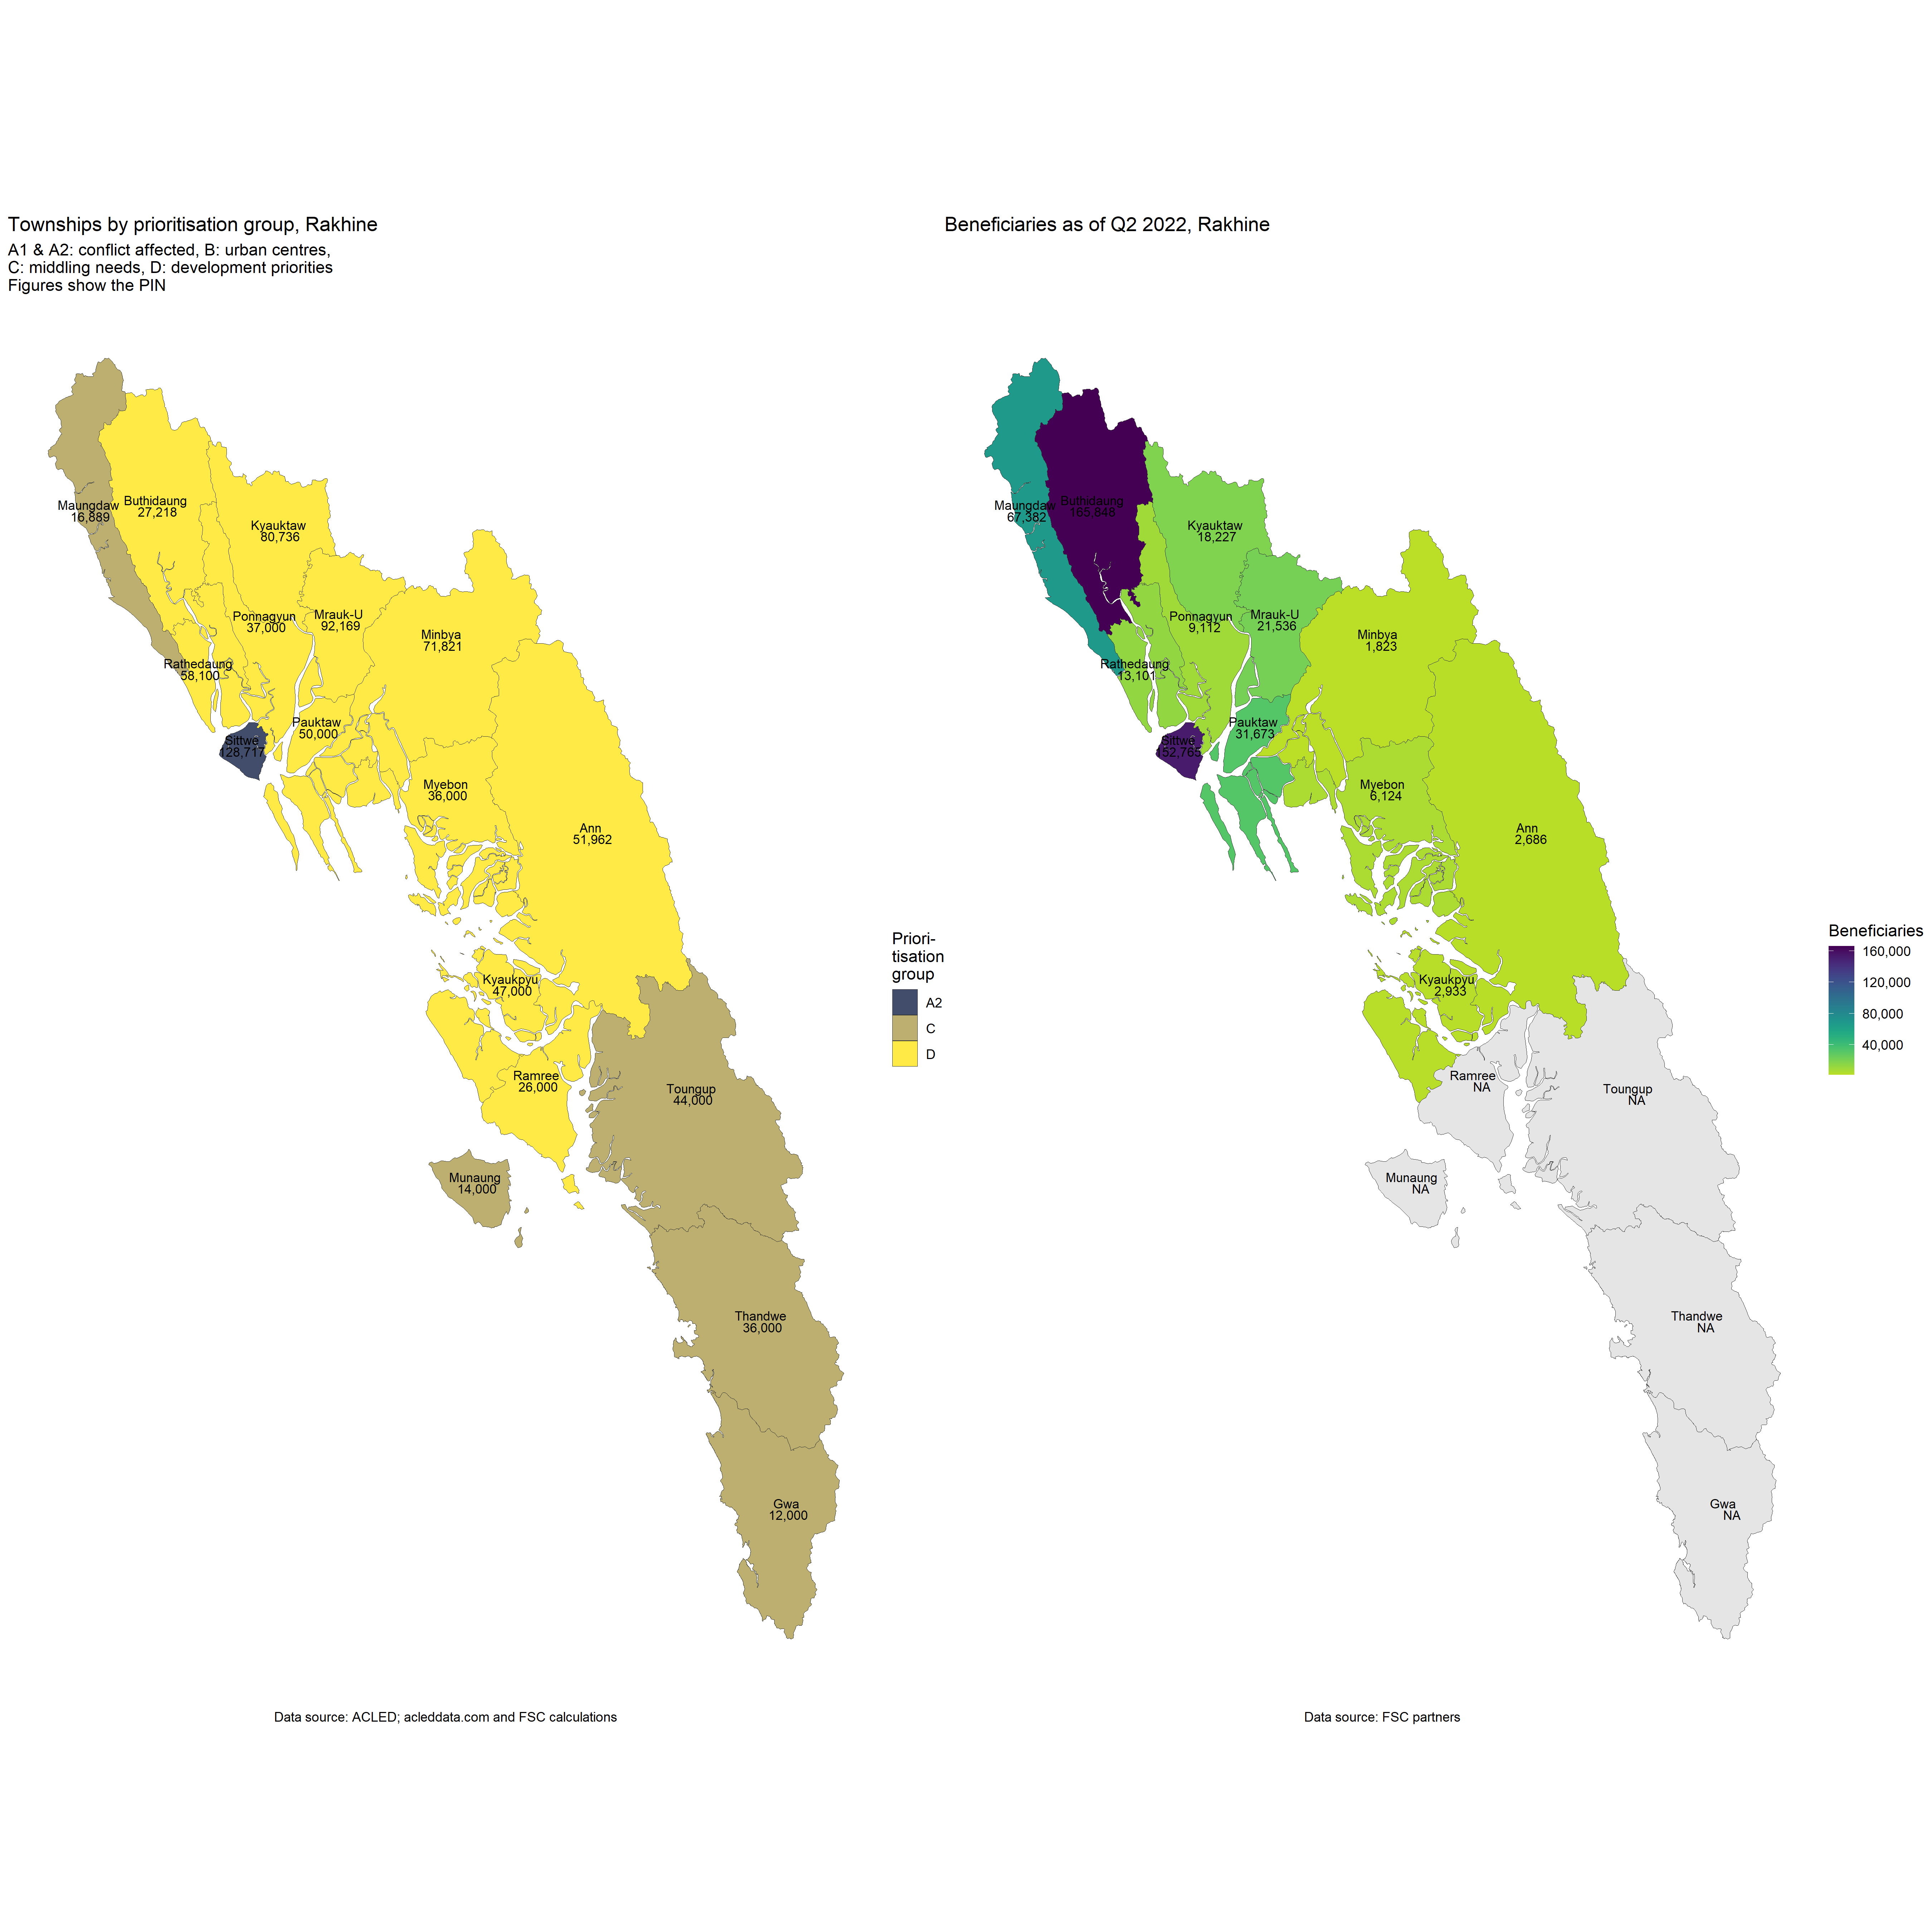 Townships by prioritisation group, Rakhine
A1 & A2: conflict affected, B: urban centres,
C: middling needs, D: development priorities
Figures show the PIN
Maungdaw
16,889
Buthidaung
27,218
Kyauktaw
80,736
Ponnagyun
37,000
Mrauk-U
92,169
Minbya
71,821
Rathedaung
58,100
Pauktaw
50,000
Sittwe
128,717
Myebon
36,000
Ann
51,962
Kyaukpyu
47,000
Ramree
26,000
Toungup
44,000
Munaung
14,000
Thandwe
36,000
Gwa
12,000
Priori-
tisation
group
A2
C
D
Data source: ACLED; acleddata.com and FSC calculations
Beneficiaries as of Q2 2022, Rakhine
Maungdaw
67,382
Buthidaung
165,848
Kyauktaw
18,227
Ponnagyun
9,112
Mrauk-U
21,536
Minbya
1,823
Rathedaung
13,101
Pauktaw
31,673
Sittwe
152,765
Myebon
6,124
Ann
2,686
Kyaukpyu
2,933
Ramree
NA
Toungup
NA
Munaung
NA
Thandwe
NA
Gwa
NA
Beneficiaries
160,000
120,000
80,000
40,000
Data source: FSC partners